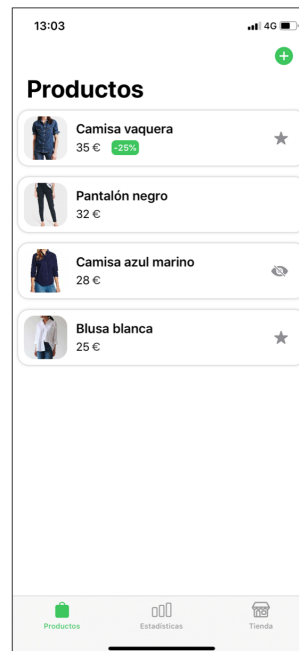 13:03
4G
Productos
Camisa vaquera
35 € -25%
Pantalón negro
32 €
Camisa azul marino
28 €
Blusa blanca
25 €
Productos Estadísticas Tienda